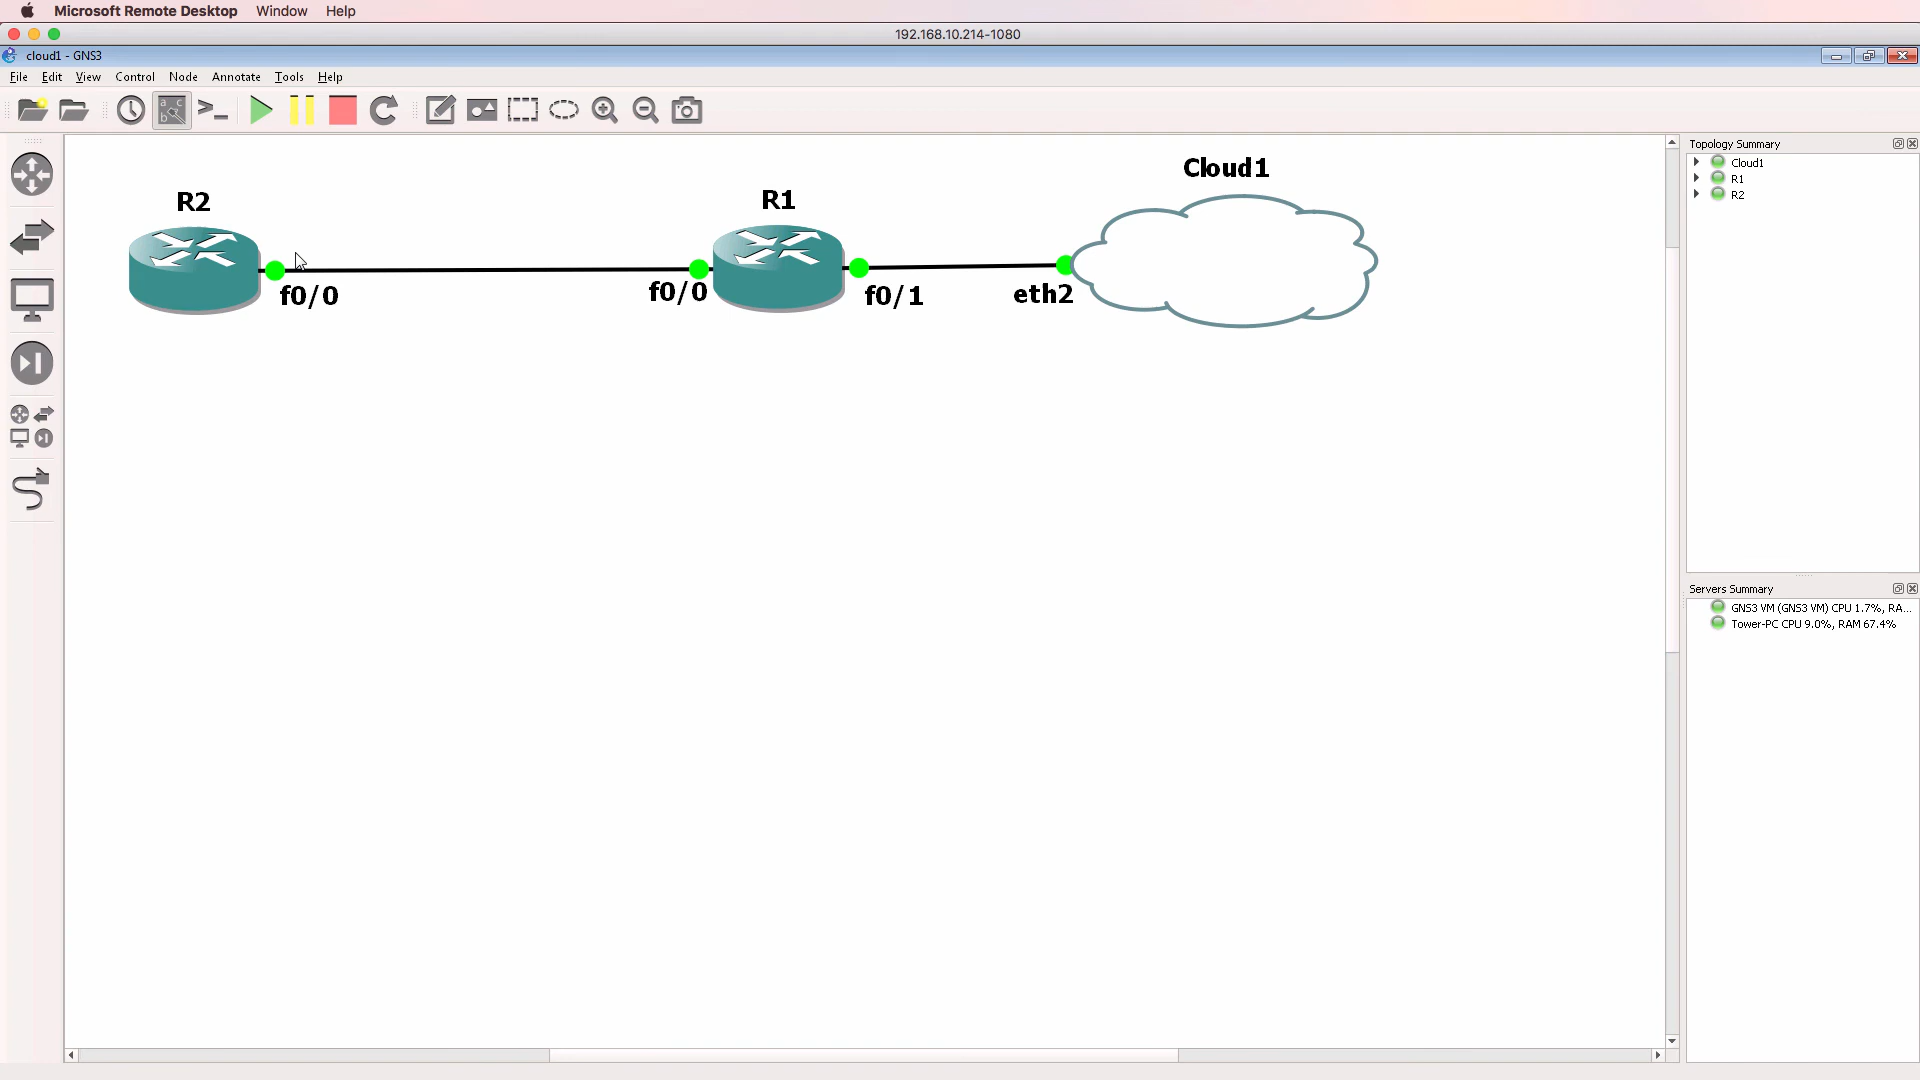 Microsoft Remote Desktop Window Help
192.168.10.214-1080
cloud1 - GNS3
File Edit View Control Node Annotate Tools Help
Topology Summary
Cloud1
R1
R2
Cloud1
R2
R1
f0/0
f0/0
f0/1
eth2
Servers Summary
GNS3 VM (GNS3 VM) CPU 1.7%, RA...
Tower-PC CPU 9.0%, RAM 67.4%